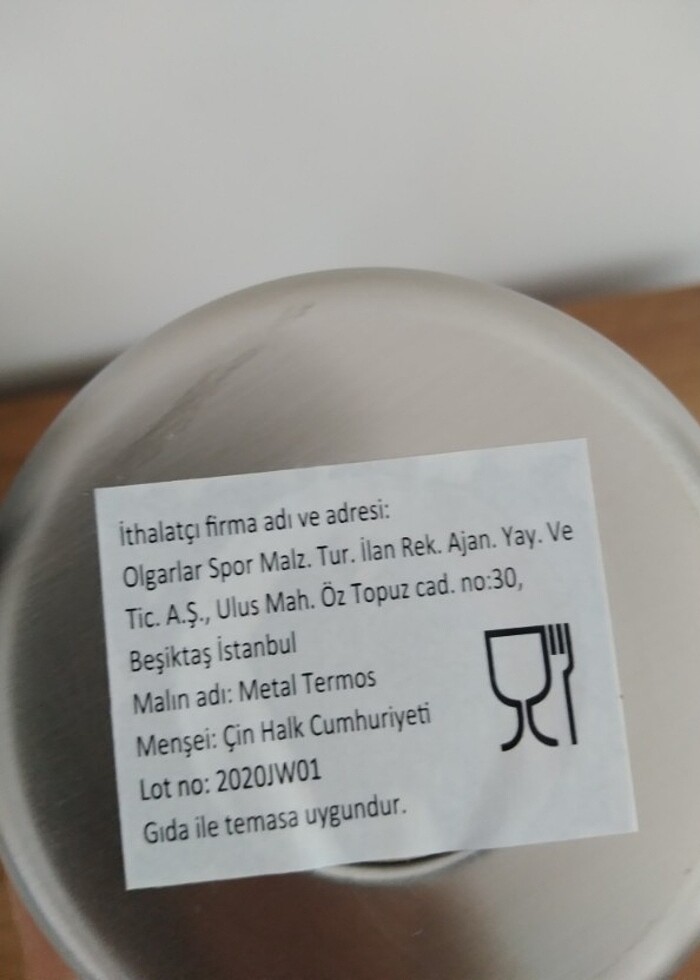 İthalatçı firma adı ve adresi:
Olgarlar Spor Malz. Tur. İlan Rek. Ajan. Yay. Ve
Tic. A.Ş., Ulus Mah. Öz Topuz cad. no:30,
Beşiktaş İstanbul
Malın adı: Metal Termos
Menşei: Çin Halk Cumhuriyeti
Lot no: 2020JW01
Gıda ile temasa uygundur.